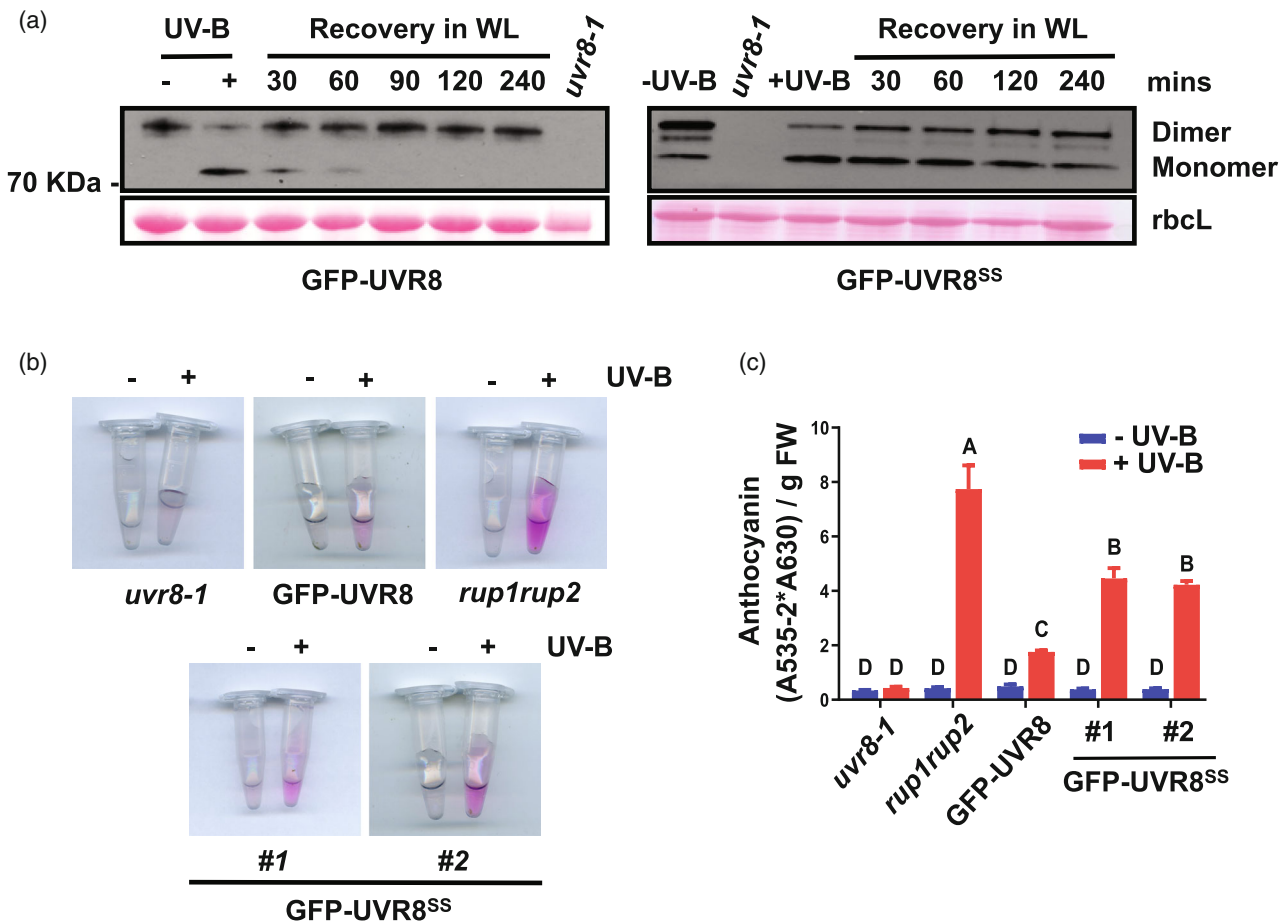 (a)
UV-B Recovery in WL uvr8-1
- + 30 60 90 120 240
Recovery in WL
-UV-B uvr8-1 +UV-B 30 60 120 240 mins
Dimer
Monomer
70 KDa -
rbcL
GFP-UVR8 GFP-UVR8SS
(b)
- + - + - + UV-B
uvr8-1 GFP-UVR8 rup1rup2
- + - + UV-B
#1 #2
GFP-UVR8SS
(c)
Anthocyanin
(A535-2*A630) / g FW
10
8
6
4
2
0
- UV-B
+ UV-B
D D D A D C D B D B
uvr8-1 rup1rup2 GFP-UVR8 #1 #2
GFP-UVR8SS